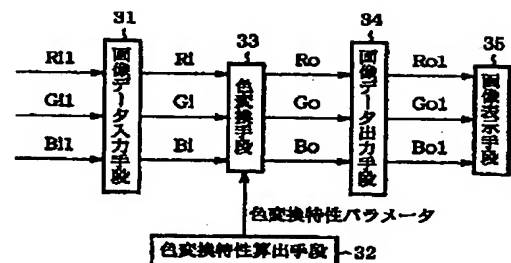 31
34
33
35
Ri1
Ri
Ro
Ro1
Gi1
Gi
Go
Go1
Bi1
Bi
Bo
Bo1
画像データ入力手段
色変換手段
画像データ出力手段
画像表示手段
色変換特性パラメータ
色変換特性算出手段
32